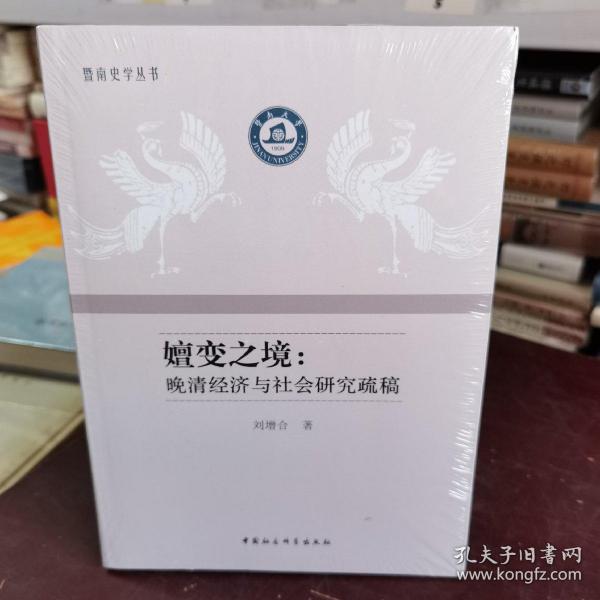 暨南史学丛书
暨南大学
1906
JINAN UNIVERSITY
嬗变之境：
晚清经济与社会研究疏稿
刘增合 著
中国社会科学出版社
孔夫子旧书网
www.kongfz.com